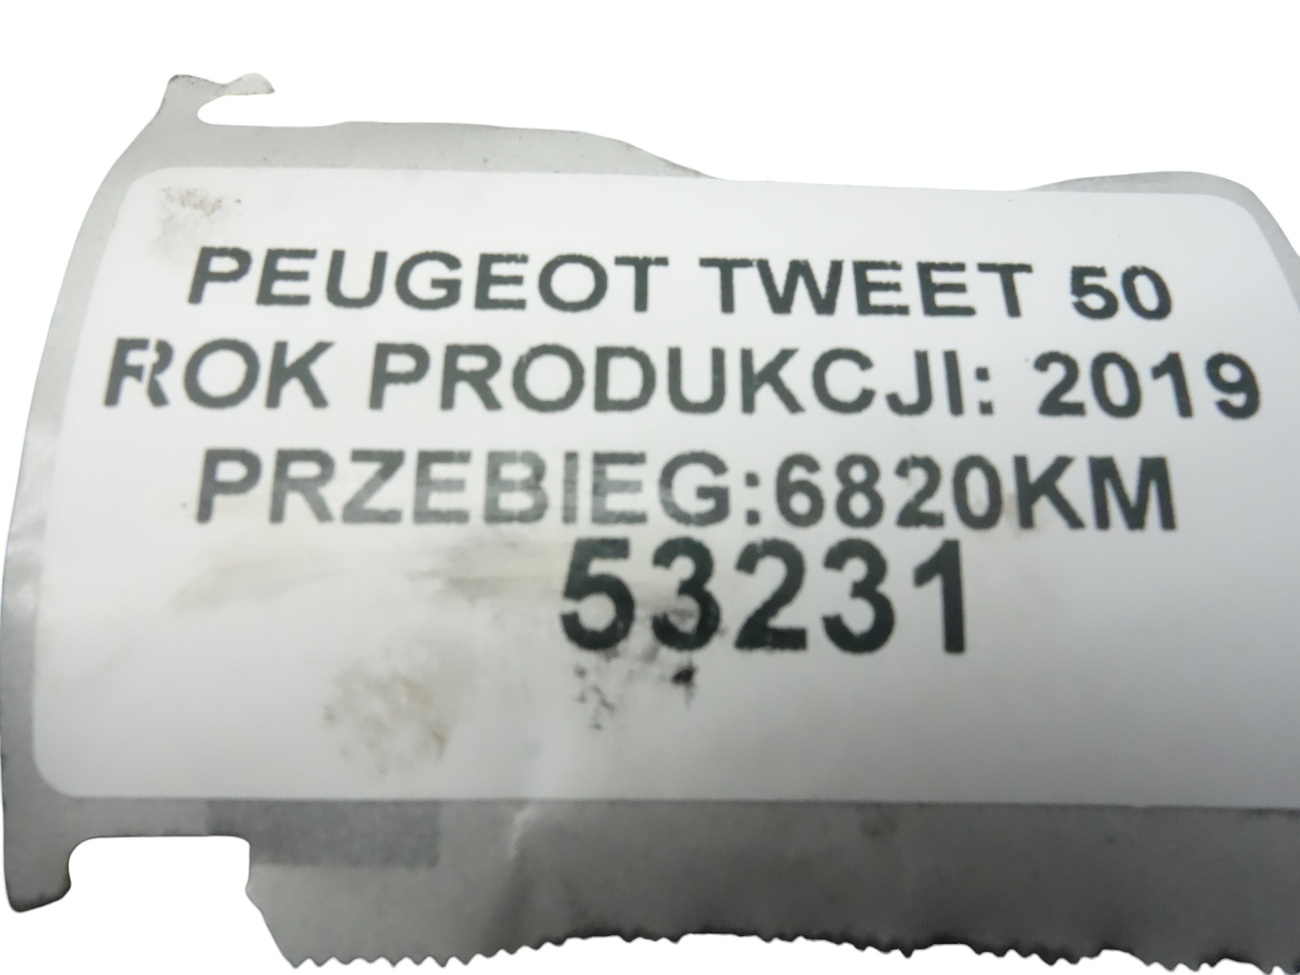 PEUGEOT TWEET 50
ROK PRODUKCJI: 2019
PRZEBIEG:6820KM
53231